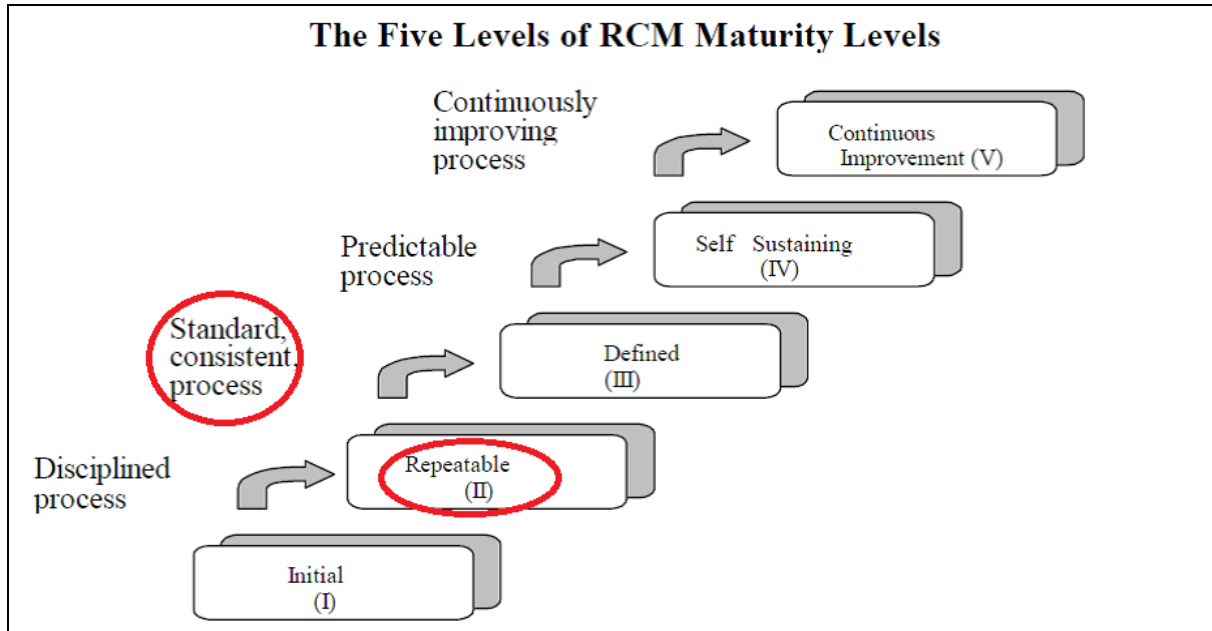 The Five Levels of RCM Maturity Levels
Continuously
improving
process
Continuous
Improvement (V)
Predictable
process
Self Sustaining
(IV)
Standard,
consistent,
process
Defined
(III)
Disciplined
process
Repeatable
(II)
Initial
(I)